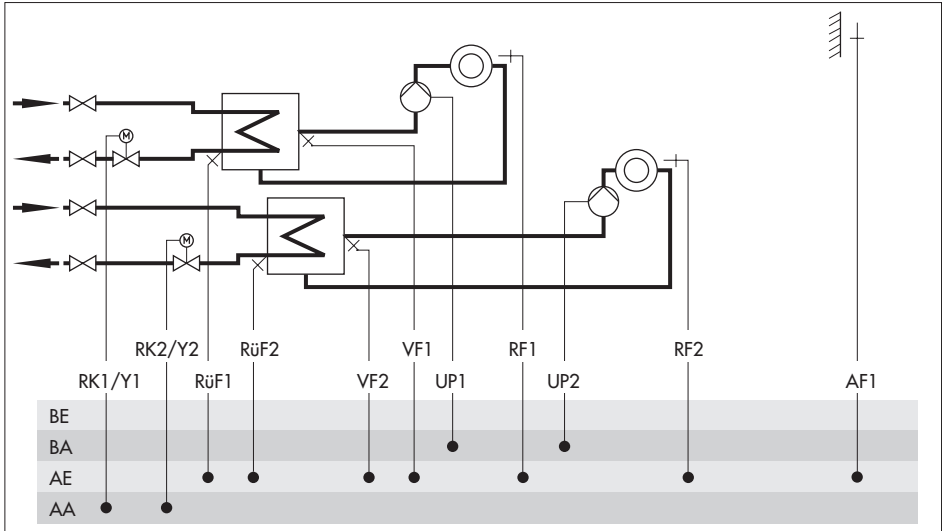 M
M
RK2/Y2 RüF2 VF1 RF1 RF2
RK1/Y1 RüF1 VF2 UP1 UP2 AF1
BE
BA
AE
AA